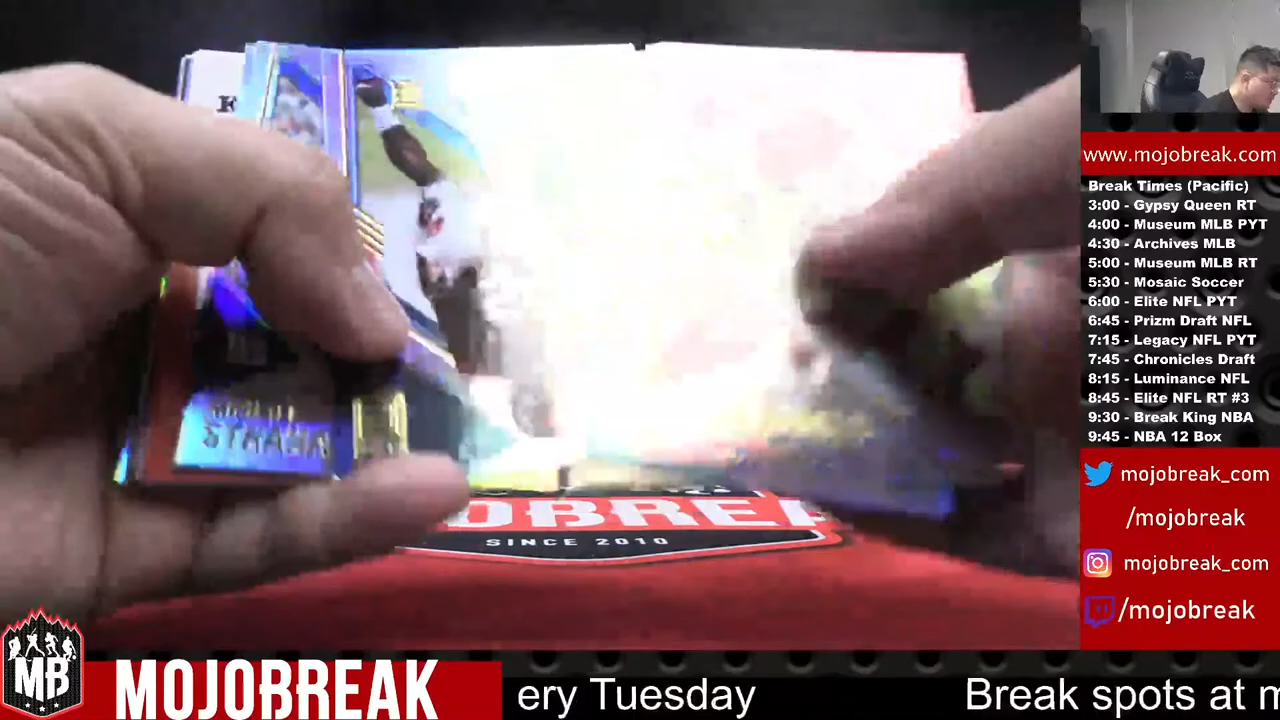 www.mojobreak.com
Break Times (Pacific)
3:00 - Gypsy Queen RT
4:00 - Museum MLB PYT
4:30 - Archives MLB
5:00 - Museum MLB RT
5:30 - Mosaic Soccer
6:00 - Elite NFL PYT
6:45 - Prizm Draft NFL
7:15 - Legacy NFL PYT
7:45 - Chronicles Draft
8:15 - Luminance NFL
8:45 - Elite NFL RT #3
9:30 - Break King NBA
9:45 - NBA 12 Box
mojobreak_com
/mojobreak
mojobreak_com
/mojobreak
OBREA
SINCE 2010
MB
MOJOBREAK
ery Tuesday
Break spots at m